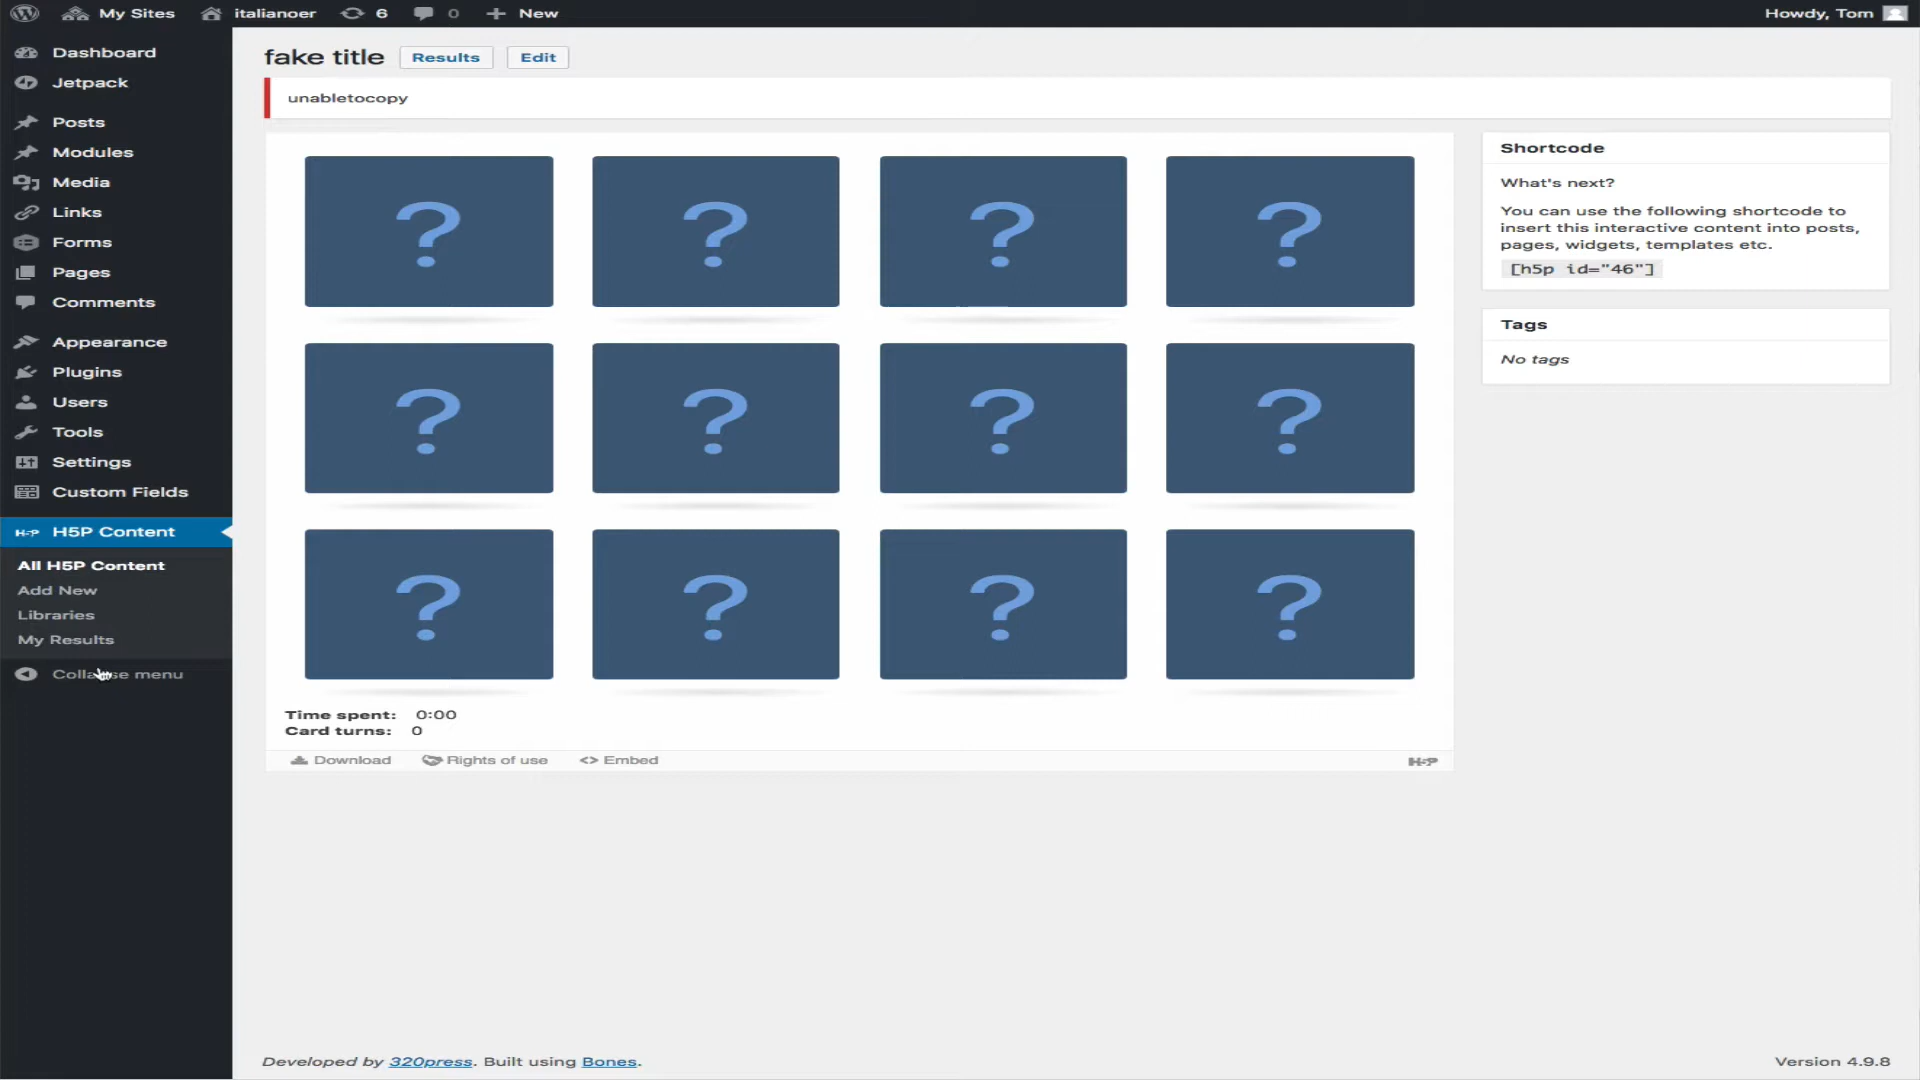 My Sites
italianoer
6
0
New
Howdy, Tom
Dashboard
Jetpack
Posts
Modules
Media
Links
Forms
Pages
Comments
Appearance
Plugins
Users
Tools
Settings
Custom Fields
H5P
H5P Content
All H5P Content
Add New
Libraries
My Results
Collapse menu
fake title
Results
Edit
unabletocopy
? ? ? ?
? ? ? ?
? ? ? ?
Time spent: 0:00
Card turns: 0
Download
Rights of use
<> Embed
H5P
Shortcode
What's next?
You can use the following shortcode to
insert this interactive content into posts,
pages, widgets, templates etc.
[h5p id="46"]
Tags
No tags
Developed by 320press. Built using Bones.
Version 4.9.8